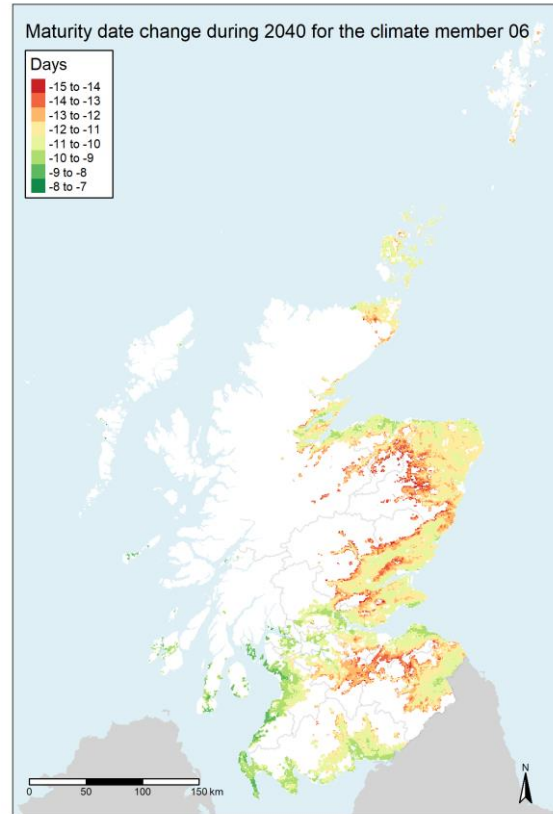 Maturity date change during 2040 for the climate member 06
Days
-15 to -14
-14 to -13
-13 to -12
-12 to -11
-11 to -10
-10 to -9
-9 to -8
-8 to -7
N
0 50 100 150 km